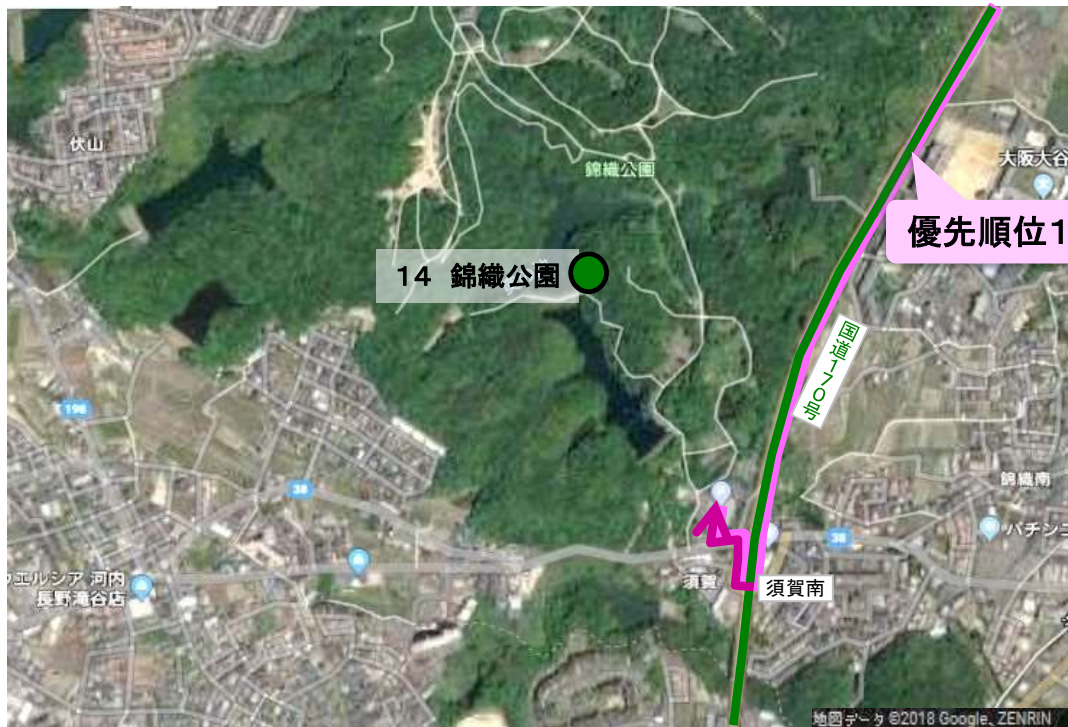 伏山
錦織公園
大阪大谷
優先順位1
14 錦織公園
国道170号
198
38
錦織南
パチン
38
ウエルシア 河内
長野滝谷店
須賀
須賀南
地図データ ©2018 Google、ZENRIN